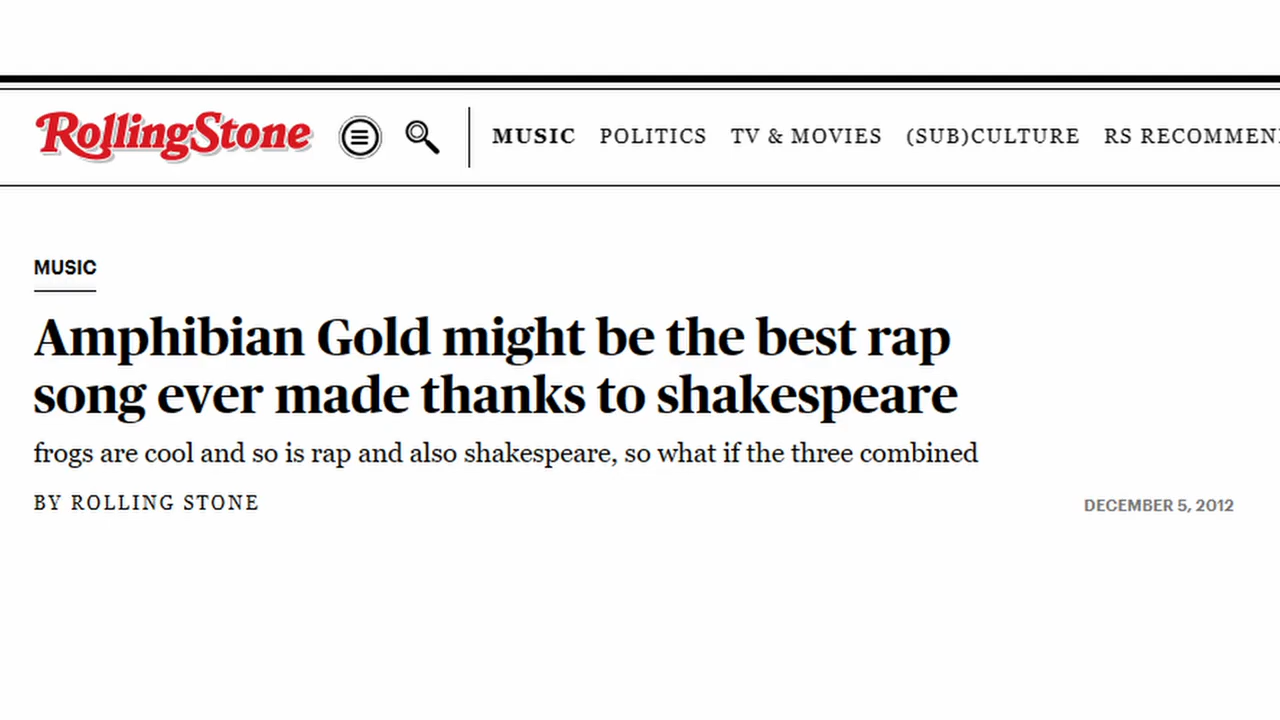 RollingStone MUSIC POLITICS TV & MOVIES (SUB)CULTURE RS RECOMMEN
MUSIC
Amphibian Gold might be the best rap
song ever made thanks to shakespeare
frogs are cool and so is rap and also shakespeare, so what if the three combined
BY ROLLING STONE DECEMBER 5, 2012